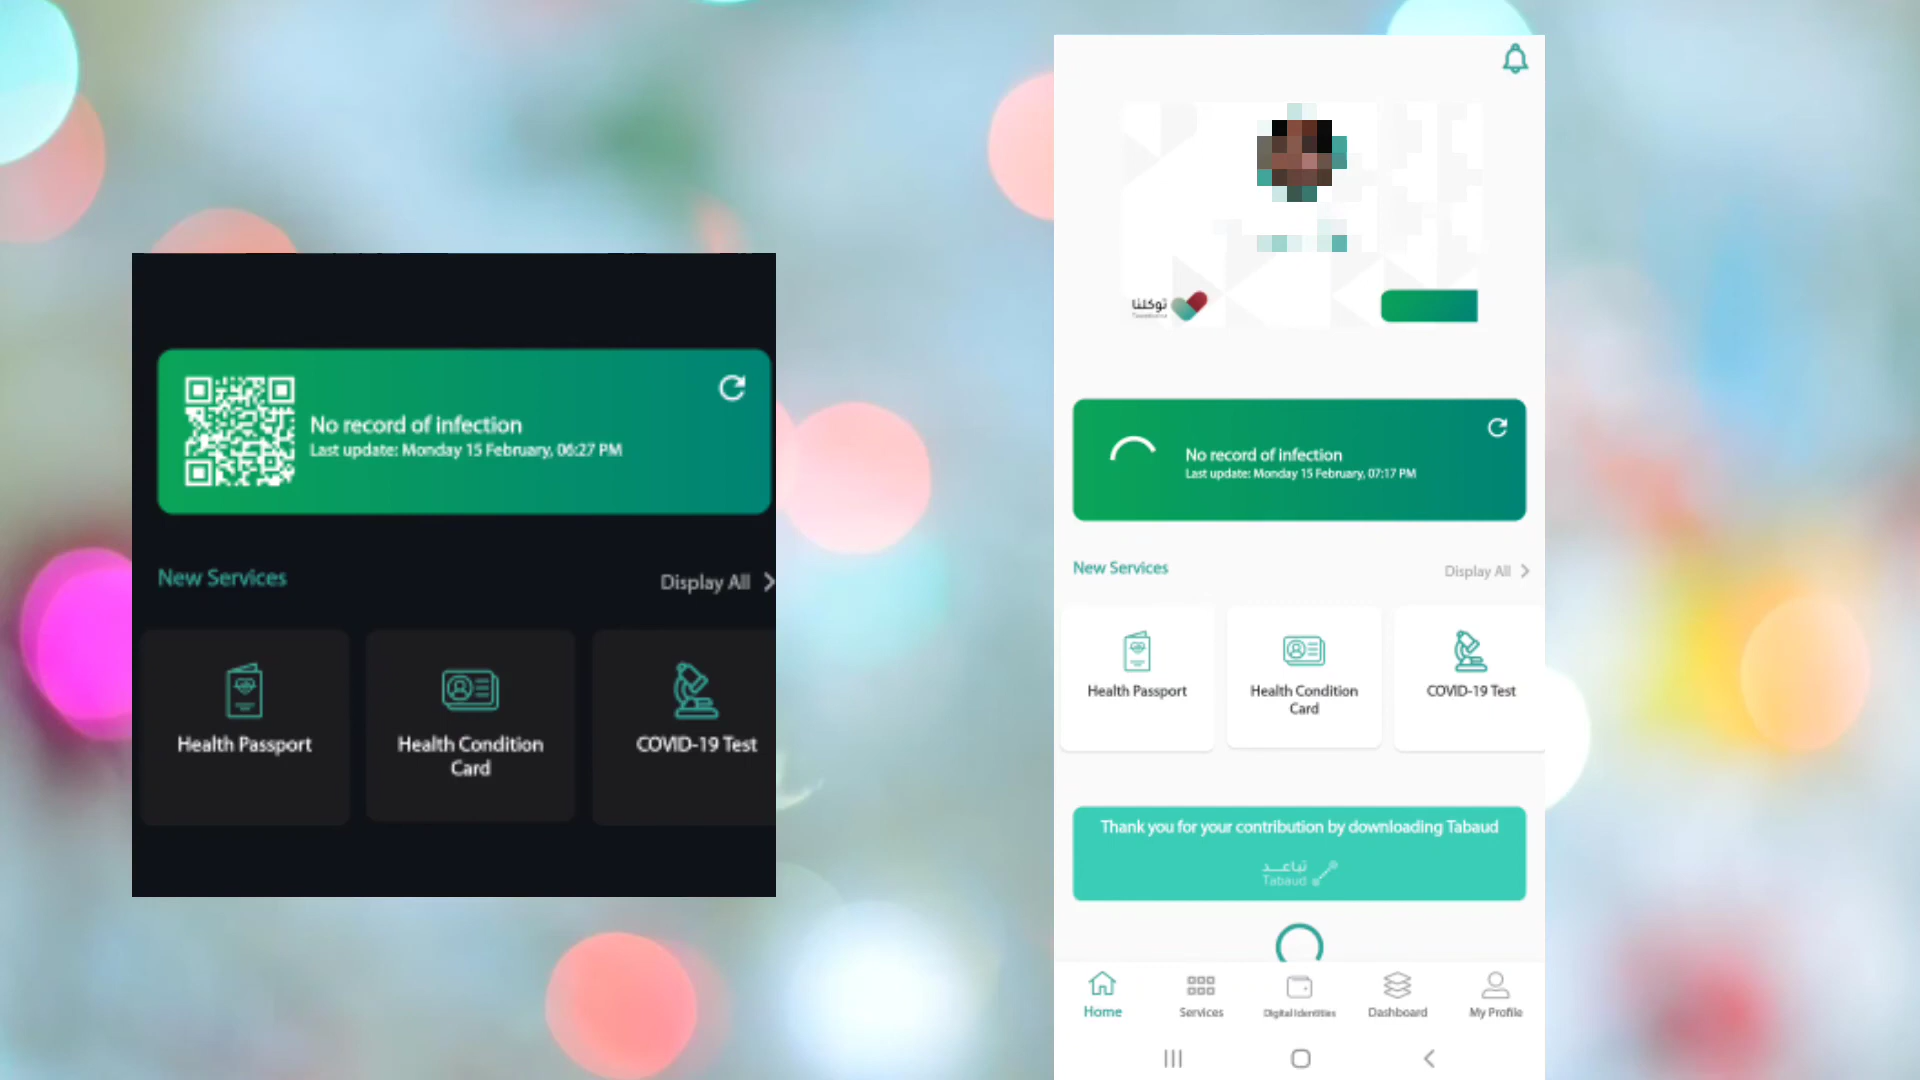 No record of infection
Last update: Monday 15 February, 06:27 PM
New Services
Display All
Health Passport
Health Condition
Card
COVID-19 Test
توكلنا
Tawakkalna
No record of infection
Last update: Monday 15 February, 07:17 PM
New Services
Display All
Health Passport
Health Condition
Card
COVID-19 Test
Thank you for your contribution by downloading Tabaud
تباعــد
Tabaud
Home
Services
Digital Identities
Dashboard
My Profile